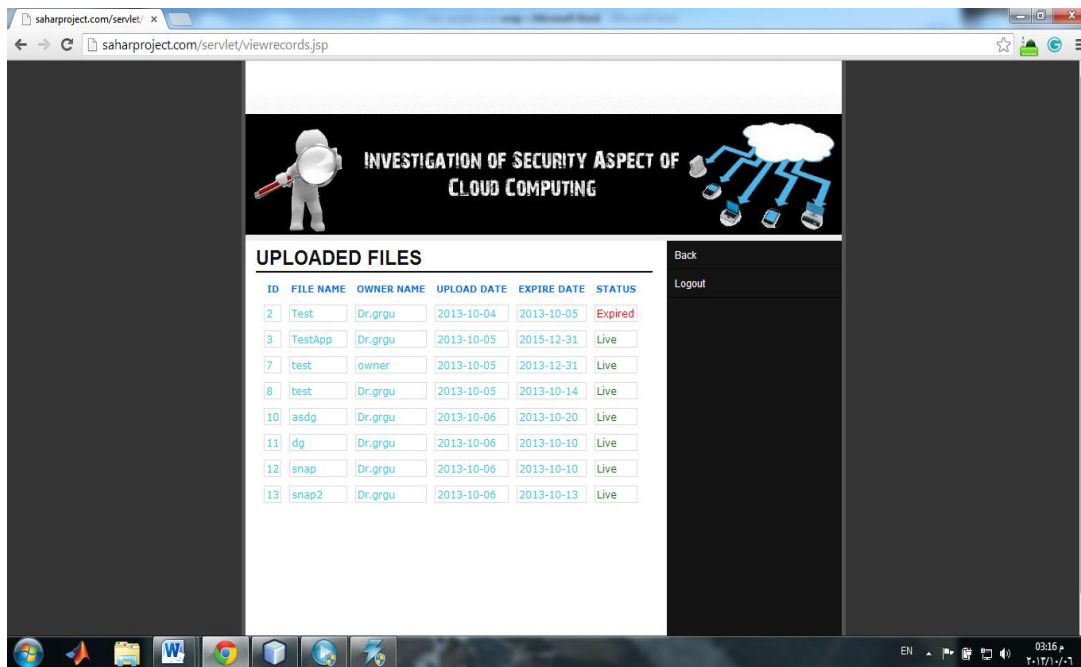 saharproject.com/servlet/ ×
saharproject.com/servlet/viewrecords.jsp
INVESTIGATION OF SECURITY ASPECT OF
CLOUD COMPUTING
UPLOADED FILES
ID FILE NAME OWNER NAME UPLOAD DATE EXPIRE DATE STATUS
2 Test Dr.grgu 2013-10-04 2013-10-05 Expired
3 TestApp Dr.grgu 2013-10-05 2015-12-31 Live
7 test owner 2013-10-05 2013-12-31 Live
8 test Dr.grgu 2013-10-05 2013-10-14 Live
10 asdg Dr.grgu 2013-10-06 2013-10-20 Live
11 dg Dr.grgu 2013-10-06 2013-10-10 Live
12 snap Dr.grgu 2013-10-06 2013-10-10 Live
13 snap2 Dr.grgu 2013-10-06 2013-10-13 Live
Back
Logout
EN
03:16 م
٢٠١٣/١٠/٠٦